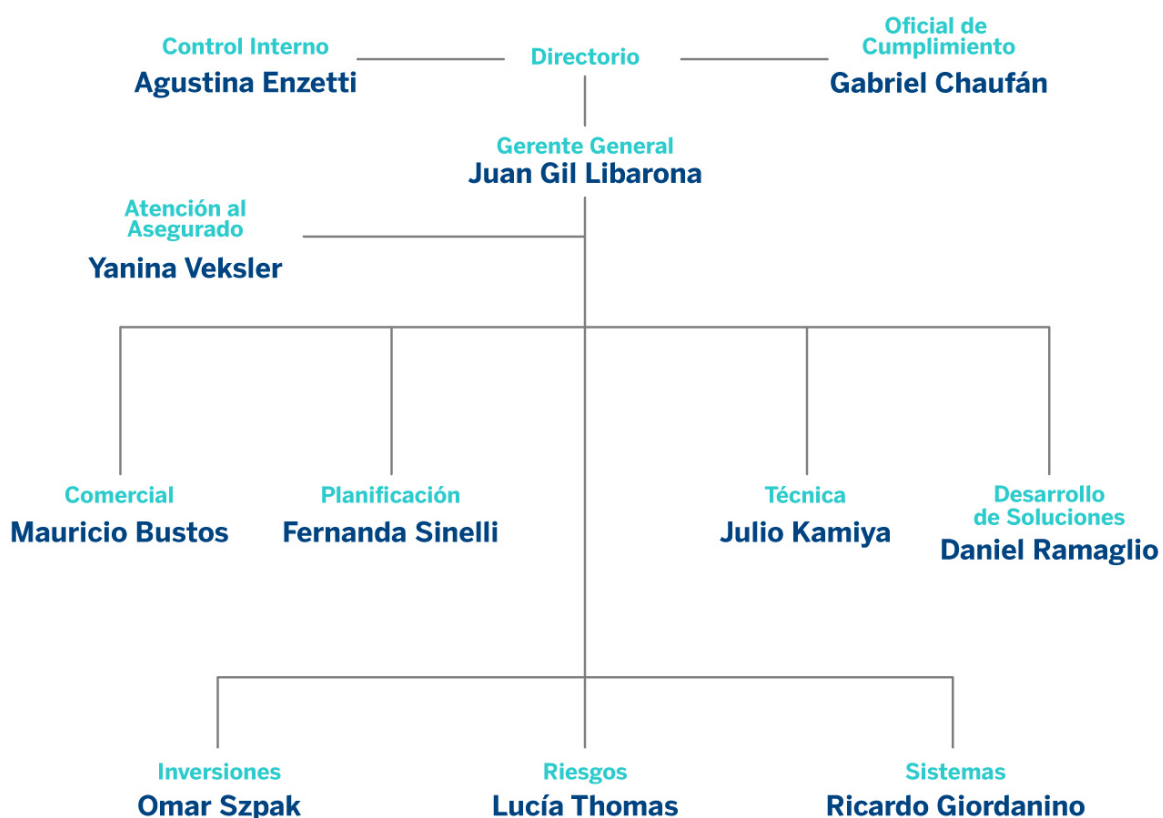 Control Interno
Agustina Enzetti
Directorio
Oficial de
Cumplimiento
Gabriel Chaufán
Gerente General
Juan Gil Libarona
Atención al
Asegurado
Yanina Veksler
Comercial
Mauricio Bustos
Planificación
Fernanda Sinelli
Técnica
Julio Kamiya
Desarrollo
de Soluciones
Daniel Ramaglio
Inversiones
Omar Szpak
Riesgos
Lucía Thomas
Sistemas
Ricardo Giordanino